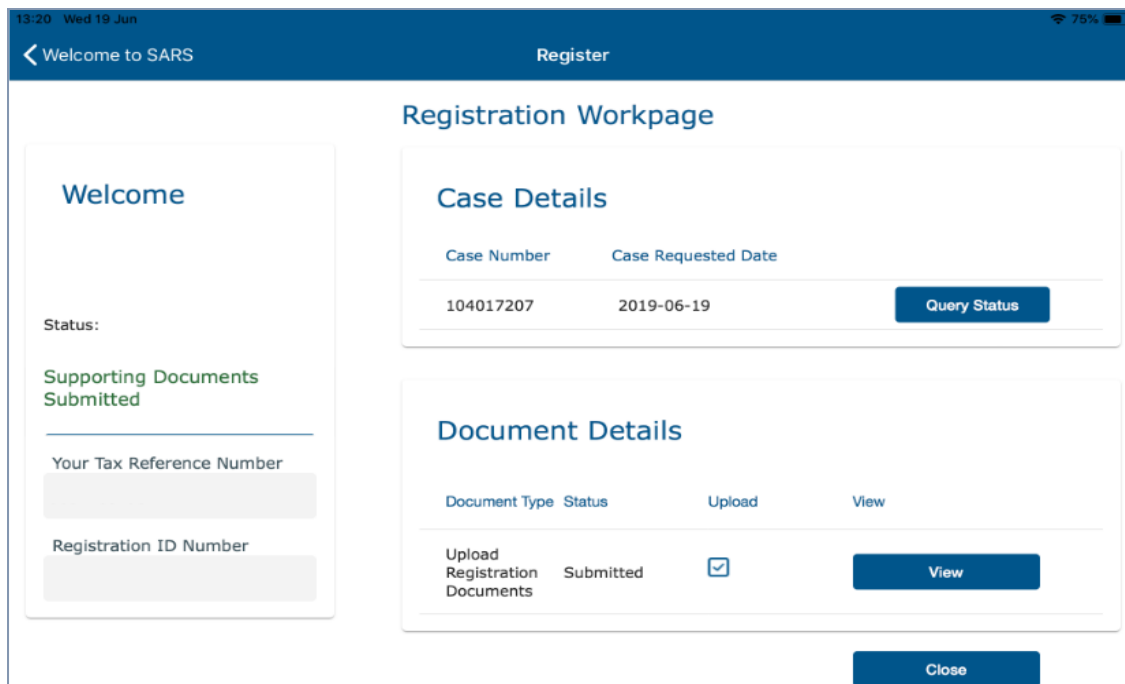 13:20 Wed 19 Jun
75%
Welcome to SARS
Register
Registration Workpage
Welcome
Status:
Supporting Documents
Submitted
Your Tax Reference Number
Registration ID Number
Case Details
Case Number Case Requested Date
104017207 2019-06-19 Query Status
Document Details
Document Type Status Upload View
Upload
Registration
Documents
Submitted
View
Close